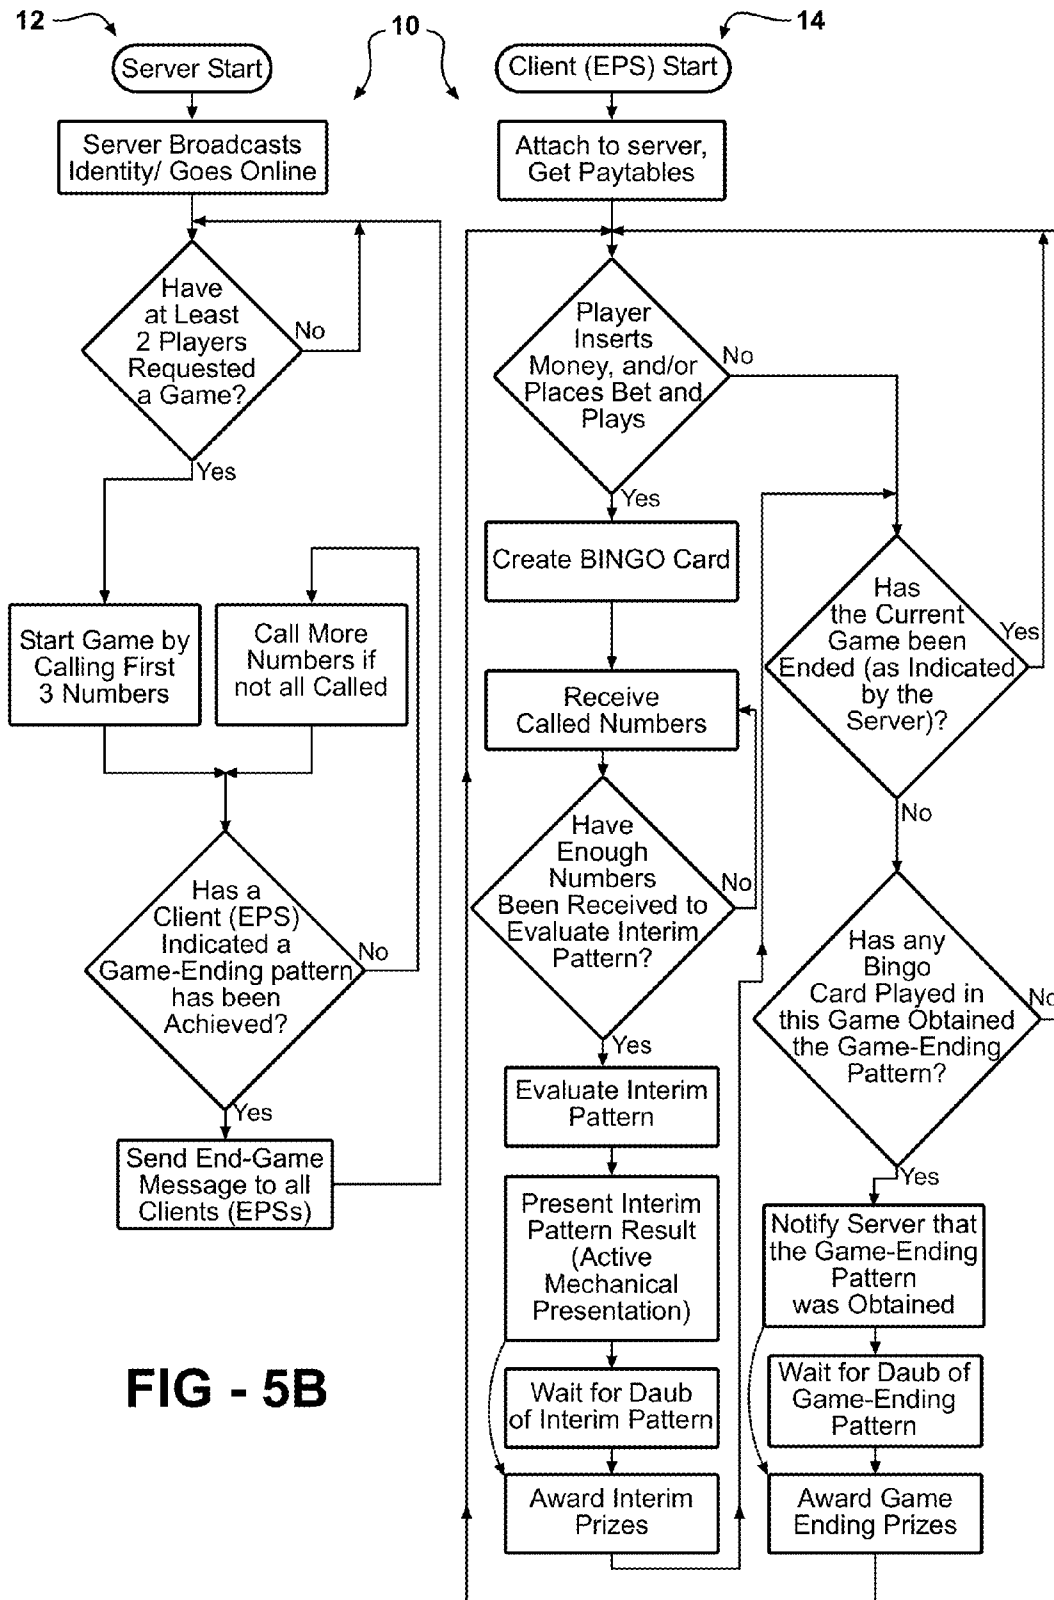 12
10
14
Server Start
Server Broadcasts
Identity/ Goes Online
Have
at Least
2 Players
Requested
a Game?
No
Yes
Start Game by
Calling First
3 Numbers
Call More
Numbers if
not all Called
Has a
Client (EPS)
Indicated a
Game-Ending pattern
has been
Achieved?
No
Yes
Send End-Game
Message to all
Clients (EPSs)
Client (EPS) Start
Attach to server,
Get Paytables
Player
Inserts
Money, and/or
Places Bet and
Plays
No
Yes
Create BINGO Card
Receive
Called Numbers
Have
Enough
Numbers
Been Received to
Evaluate Interim
Pattern?
No
Yes
Evaluate Interim
Pattern
Present Interim
Pattern Result
(Active
Mechanical
Presentation)
Wait for Daub
of Interim Pattern
Award Interim
Prizes
Has
the Current
Game been
Ended (as Indicated
by the
Server)?
Yes
No
Has any
Bingo
Card Played in
this Game Obtained
the Game-Ending
Pattern?
No
Yes
Notify Server that
the Game-Ending
Pattern
was Obtained
Wait for Daub of
Game-Ending
Pattern
Award Game
Ending Prizes
FIG - 5B